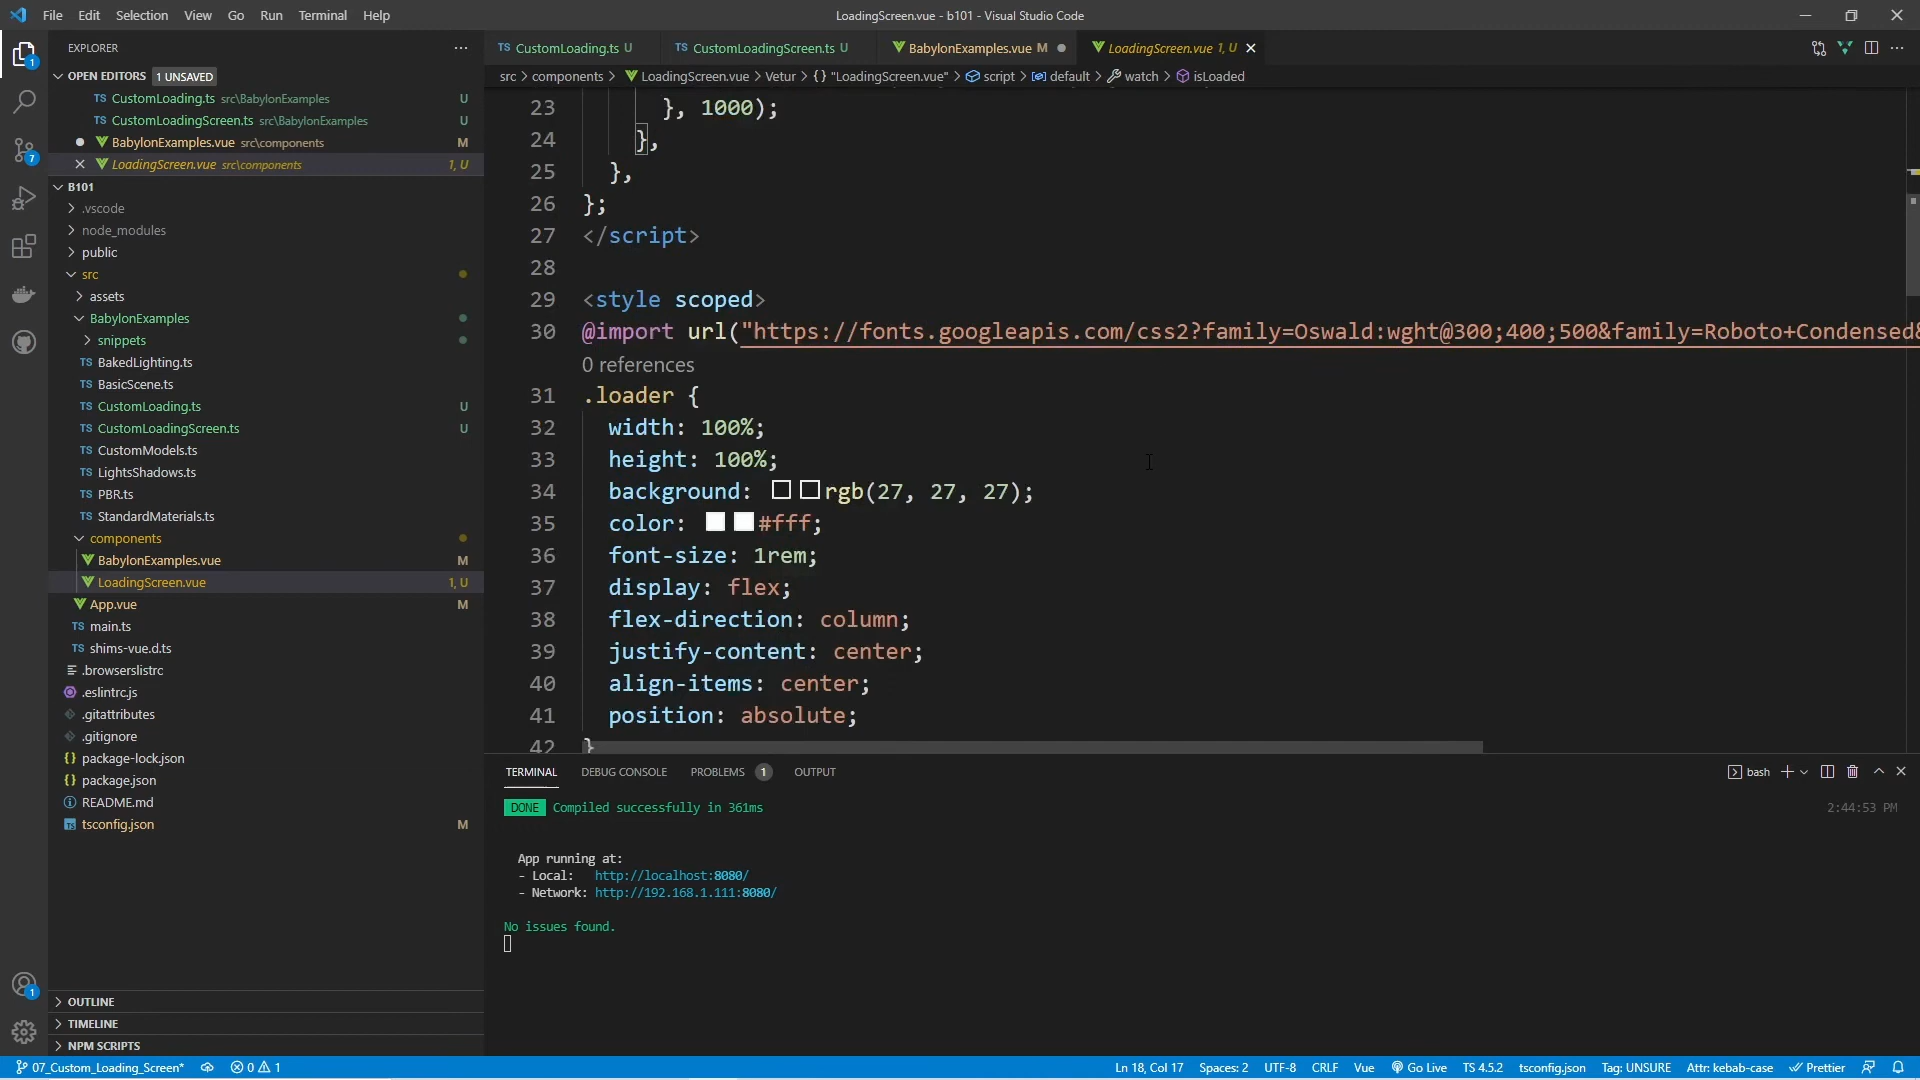 File Edit Selection View Go Run Terminal Help
LoadingScreen.vue - b101 - Visual Studio Code
EXPLORER
OPEN EDITORS 1 UNSAVED
TS CustomLoading.ts src\BabylonExamples U
TS CustomLoadingScreen.ts src\BabylonExamples U
BabylonExamples.vue src\components M
LoadingScreen.vue src\components 1, U
B101
.vscode
node_modules
public
src
assets
BabylonExamples
snippets
TS BakedLighting.ts
TS BasicScene.ts
TS CustomLoading.ts U
TS CustomLoadingScreen.ts U
TS CustomModels.ts
TS LightsShadows.ts
TS PBR.ts
TS StandardMaterials.ts
components
BabylonExamples.vue M
LoadingScreen.vue 1, U
App.vue M
TS main.ts
TS shims-vue.d.ts
.browserslistrc
.eslintrc.js
.gitattributes
.gitignore
{} package-lock.json
{} package.json
README.md
TS tsconfig.json M
OUTLINE
TIMELINE
NPM SCRIPTS
TS CustomLoading.ts U
TS CustomLoadingScreen.ts U
BabylonExamples.vue M
LoadingScreen.vue 1, U
src > components > LoadingScreen.vue > Vetur > {} "LoadingScreen.vue" > script > default > watch > isLoaded
23 }, 1000);
24 },
25 },
26 };
27 </script>
28
29 <style scoped>
30 @import url("https://fonts.googleapis.com/css2?family=Oswald:wght@300;400;500&family=Roboto+Condensed&
0 references
31 .loader {
32 width: 100%;
33 height: 100%;
34 background: rgb(27, 27, 27);
35 color: #fff;
36 font-size: 1rem;
37 display: flex;
38 flex-direction: column;
39 justify-content: center;
40 align-items: center;
41 position: absolute;
42 }
TERMINAL DEBUG CONSOLE PROBLEMS 1 OUTPUT
bash
DONE Compiled successfully in 361ms 2:44:53 PM
App running at:
- Local: http://localhost:8080/
- Network: http://192.168.1.111:8080/
No issues found.
1
7
1
07_Custom_Loading_Screen* 0 1
Ln 18, Col 17 Spaces: 2 UTF-8 CRLF Vue Go Live TS 4.5.2 tsconfig.json Tag: UNSURE Attr: kebab-case Prettier